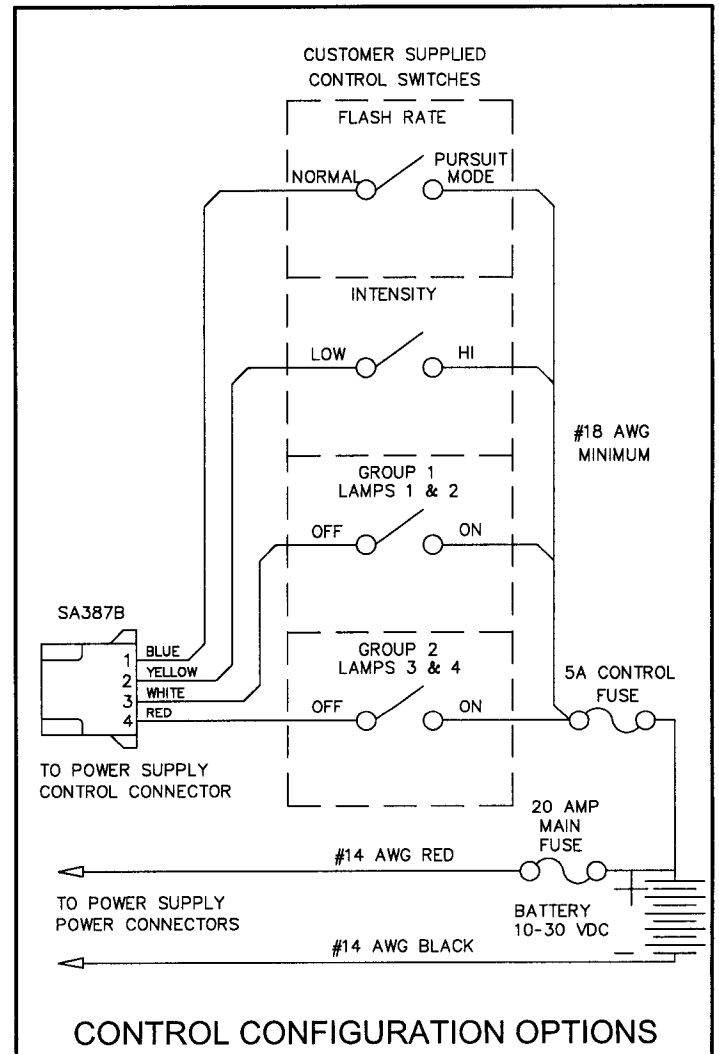 CUSTOMER SUPPLIED
CONTROL SWITCHES
FLASH RATE
NORMAL
PURSUIT
MODE
INTENSITY
LOW
HI
#18 AWG
MINIMUM
GROUP 1
LAMPS 1 & 2
OFF
ON
SA387B
1 BLUE
2 YELLOW
3 WHITE
4 RED
GROUP 2
LAMPS 3 & 4
OFF
ON
5A CONTROL
FUSE
TO POWER SUPPLY
CONTROL CONNECTOR
20 AMP
MAIN
FUSE
#14 AWG RED
+
TO POWER SUPPLY
POWER CONNECTORS
BATTERY
10-30 VDC
#14 AWG BLACK
-
CONTROL CONFIGURATION OPTIONS